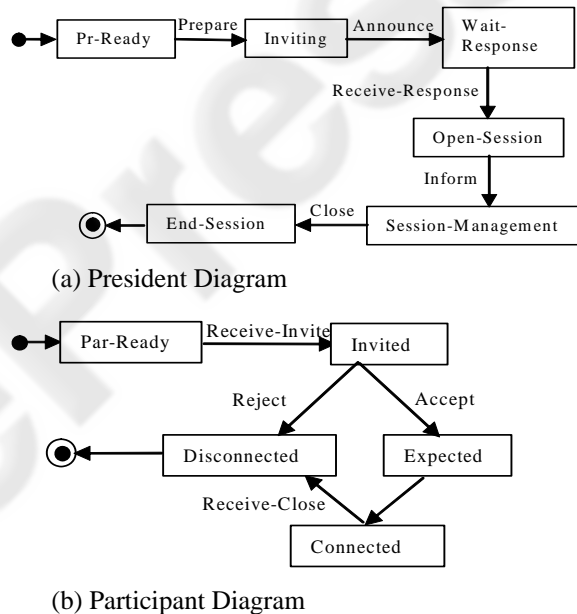 Pr-Ready
Prepare
Inviting
Announce
Wait-
Response
Receive-Response
Open-Session
Inform
Session-Management
Close
End-Session
(a) President Diagram
Par-Ready
Receive-Invite
Invited
Reject
Accept
Disconnected
Expected
Receive-Close
Connected
(b) Participant Diagram